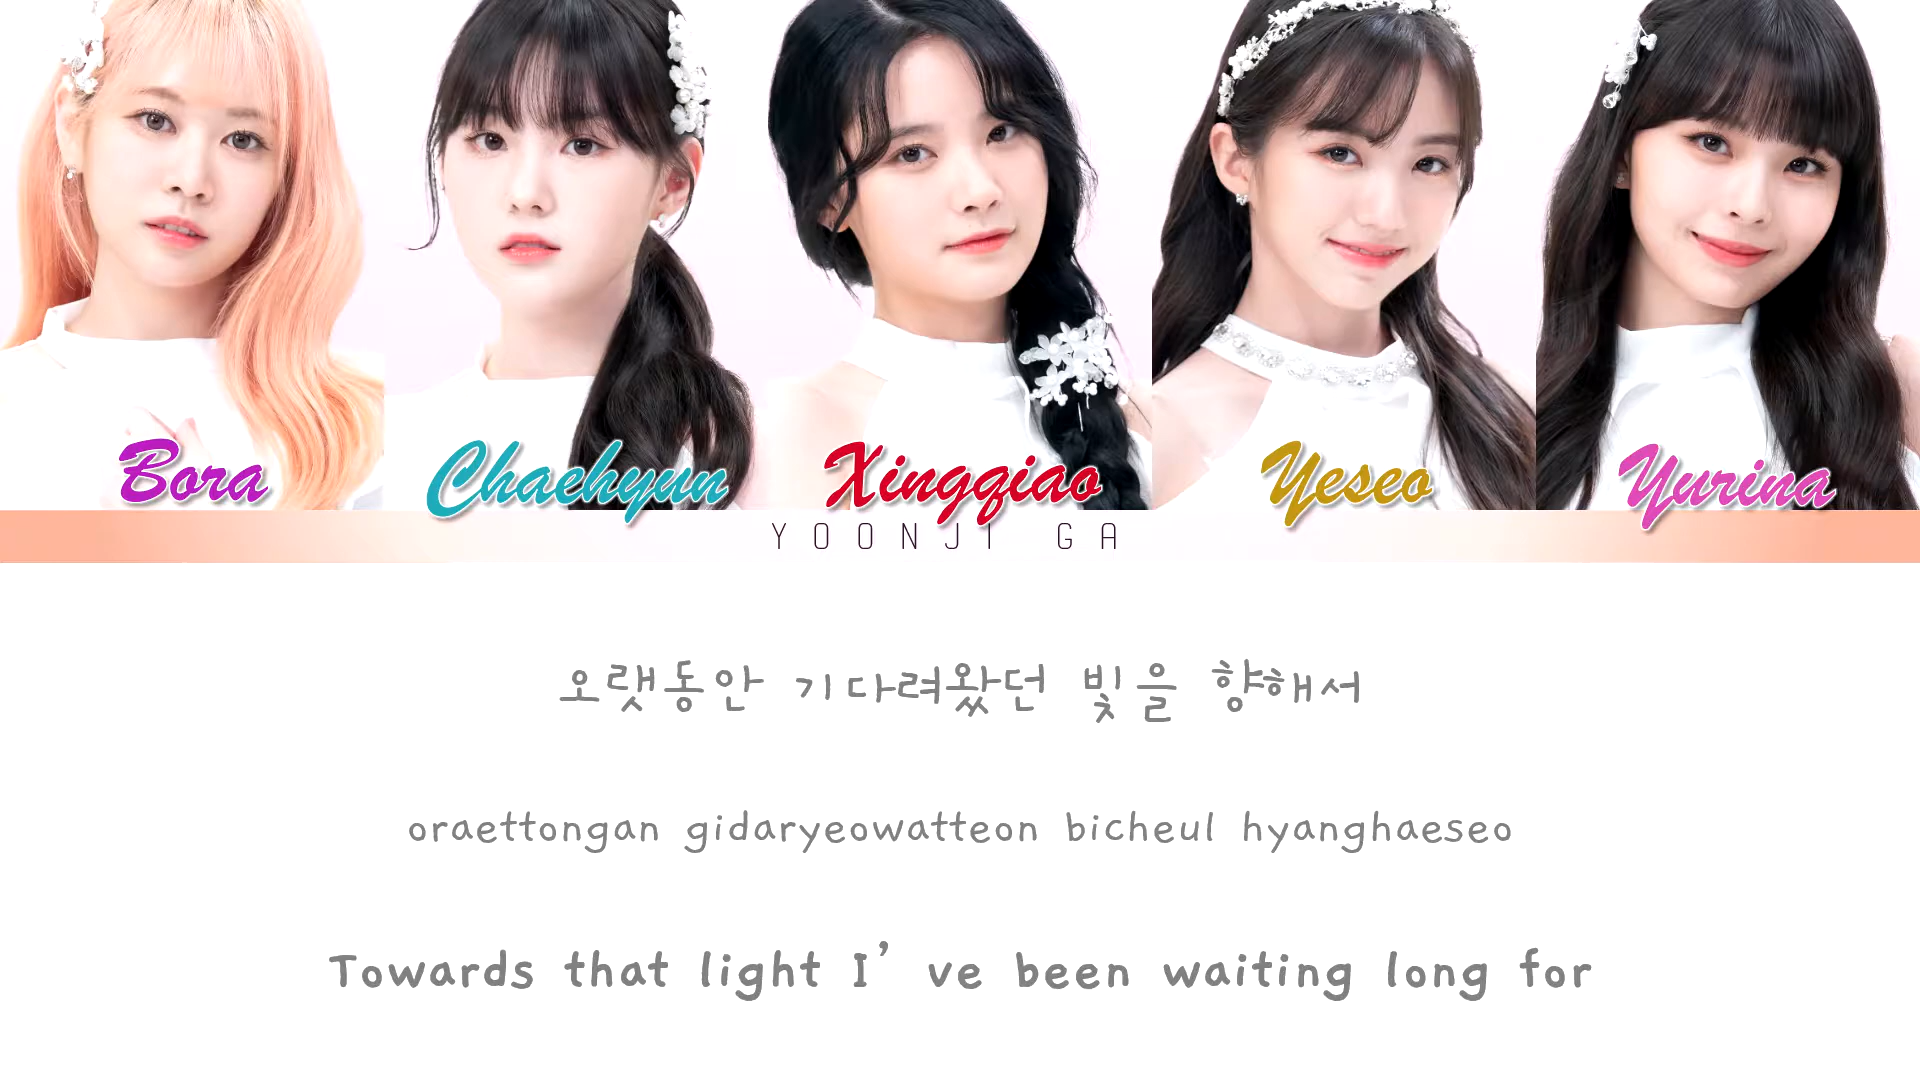 Bora Chaehyun Xingqiao Yeseo Yurina
YOONJI GA
오랫동안 기다려왔던 빛을 향해서
oraettongan gidaryeowatteon bicheul hyanghaeseo
Towards that light I’ve been waiting long for